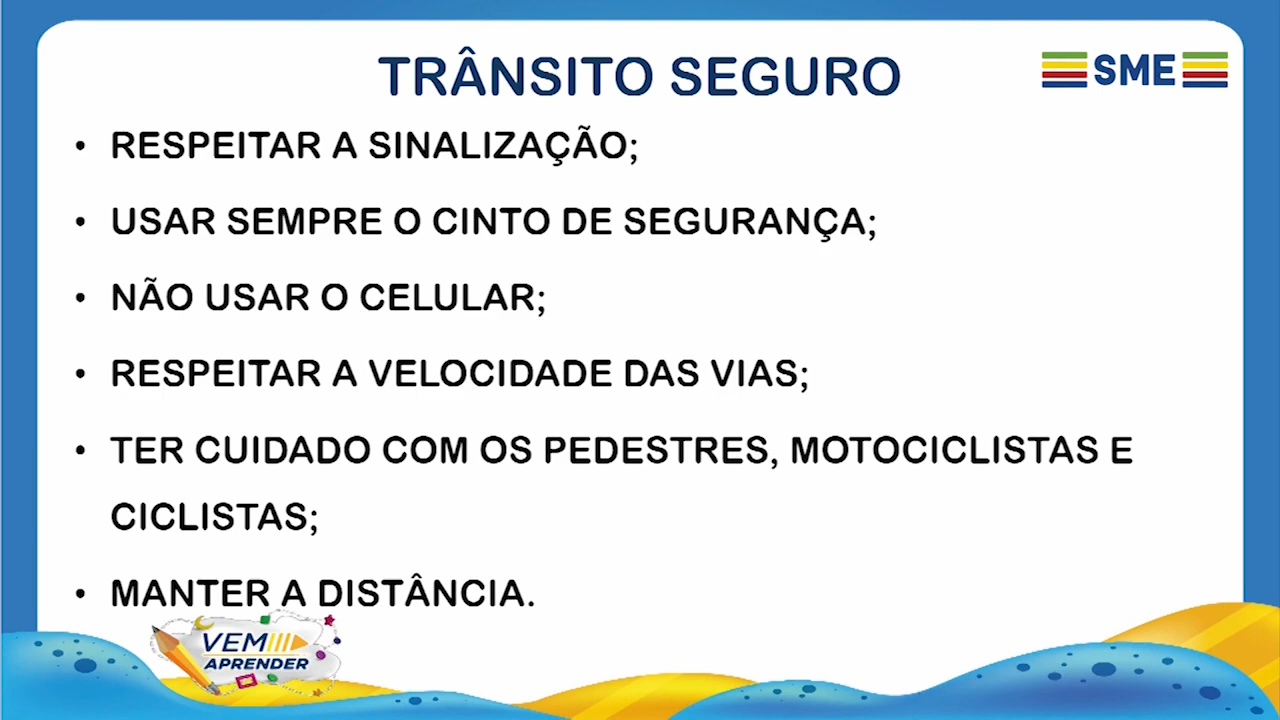 TRÂNSITO SEGURO
SME
• RESPEITAR A SINALIZAÇÃO;
• USAR SEMPRE O CINTO DE SEGURANÇA;
• NÃO USAR O CELULAR;
• RESPEITAR A VELOCIDADE DAS VIAS;
• TER CUIDADO COM OS PEDESTRES, MOTOCICLISTAS E
CICLISTAS;
• MANTER A DISTÂNCIA.
VEM
APRENDER